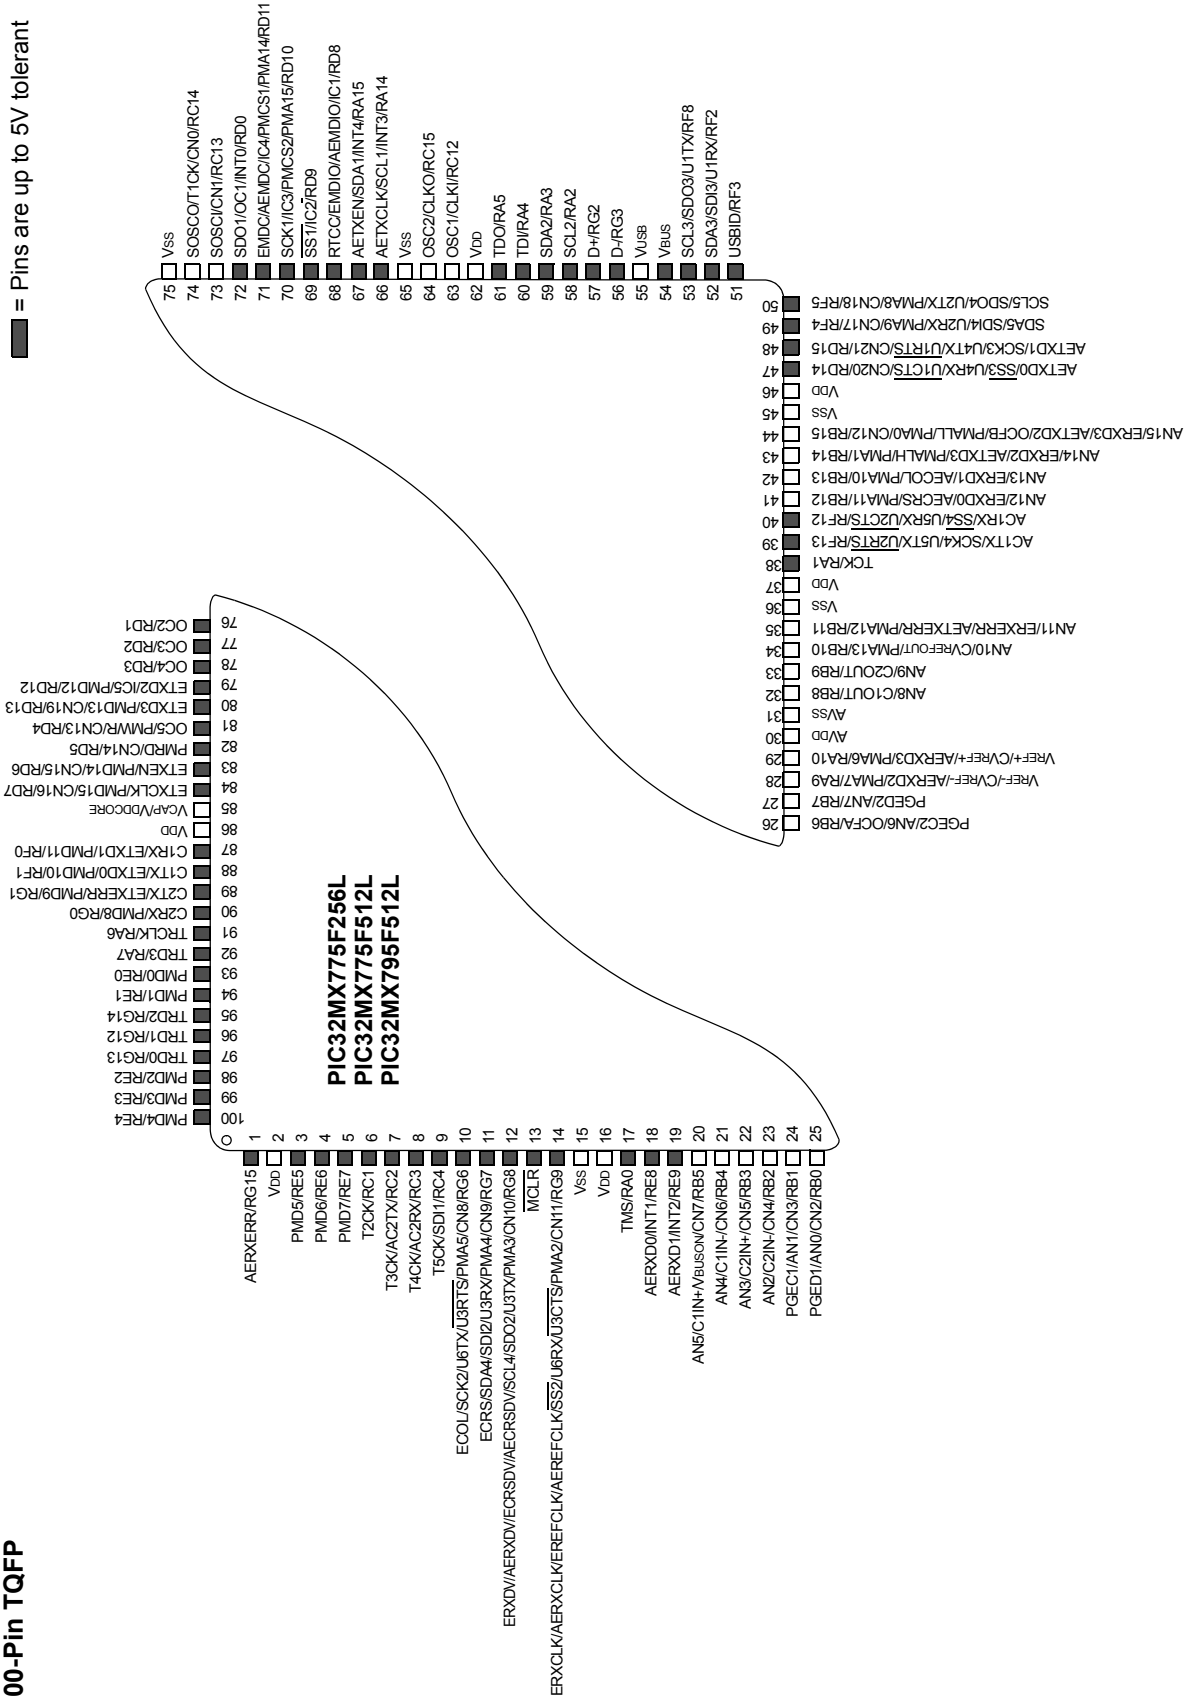 00-Pin TQFP
= Pins are up to 5V tolerant
PIC32MX775F256L
PIC32MX775F512L
PIC32MX795F512L
1 AERXERR/RG15
2 VDD
3 PMD5/RE5
4 PMD6/RE6
5 PMD7/RE7
6 T2CK/RC1
7 T3CK/AC2TX/RC2
8 T4CK/AC2RX/RC3
9 T5CK/SDI1/RC4
10 ECOL/SCK2/U6TX/U3RTS/PMA5/CN8/RG6
11 ECRS/SDA4/SDI2/U3RX/PMA4/CN9/RG7
12 ERXDV/AERXDV/ECRSDV/AECRSDV/SCL4/SDO2/U3TX/PMA3/CN10/RG8
13 MCLR
14 ERXCLK/AERXCLK/EREFCLK/AEREFCLK/SS2/U6RX/U3CTS/PMA2/CN11/RG9
15 VSS
16 VDD
17 TMS/RA0
18 AERXD0/INT1/RE8
19 AERXD1/INT2/RE9
20 AN5/C1IN+/VBUSON/CN7/RB5
21 AN4/C1IN-/CN6/RB4
22 AN3/C2IN+/CN5/RB3
23 AN2/C2IN-/CN4/RB2
24 PGEC1/AN1/CN3/RB1
25 PGED1/AN0/CN2/RB0
26 PGEC2/AN6/OCFA/RB6
27 PGED2/AN7/RB7
28 VREF-/CVREF-/AERXD2/PMA7/RA9
29 VREF+/CVREF+/AERXD3/PMA6/RA10
30 AVDD
31 AVSS
32 AN8/C1OUT/RB8
33 AN9/C2OUT/RB9
34 AN10/CVREFOUT/PMA13/RB10
35 AN11/ERXERR/AETXERR/PMA12/RB11
36 VSS
37 VDD
38 TCK/RA1
39 AC1TX/SCK4/U5TX/U2RTS/RF13
40 AC1RX/SS4/U5RX/U2CTS/RF12
41 AN12/ERXD0/AECRS/PMA11/RB12
42 AN13/ERXD1/AECOL/PMA10/RB13
43 AN14/ERXD2/AETXD3/PMALH/PMA1/RB14
44 AN15/ERXD3/AETXD2/OCFB/PMALL/PMA0/CN12/RB15
45 VSS
46 VDD
47 AETXD0/SS3/U4RX/U1CTS/CN20/RD14
48 AETXD1/SCK3/U4TX/U1RTS/CN21/RD15
49 SDA5/SDI4/U2RX/PMA9/CN17/RF4
50 SCL5/SDO4/U2TX/PMA8/CN18/RF5
75 VSS
74 SOSCO/T1CK/CN0/RC14
73 SOSCI/CN1/RC13
72 SDO1/OC1/INT0/RD0
71 EMDC/AEMDC/IC4/PMCS1/PMA14/RD11
70 SCK1/IC3/PMCS2/PMA15/RD10
69 SS1/IC2/RD9
68 RTCC/EMDIO/AEMDIO/IC1/RD8
67 AETXEN/SDA1/INT4/RA15
66 AETXCLK/SCL1/INT3/RA14
65 VSS
64 OSC2/CLKO/RC15
63 OSC1/CLKI/RC12
62 VDD
61 TDO/RA5
60 TDI/RA4
59 SDA2/RA3
58 SCL2/RA2
57 D+/RG2
56 D-/RG3
55 VUSB
54 VBUS
53 SCL3/SDO3/U1TX/RF8
52 SDA3/SDI3/U1RX/RF2
51 USBID/RF3
76 OC2/RD1
77 OC3/RD2
78 OC4/RD3
79 ETXD2/IC5/PMD12/RD12
80 ETXD3/PMD13/CN19/RD13
81 OC5/PMWR/CN13/RD4
82 PMRD/CN14/RD5
83 ETXEN/PMD14/CN15/RD6
84 ETXCLK/PMD15/CN16/RD7
85 VCAP/VDDCORE
86 VDD
87 C1RX/ETXD1/PMD11/RF0
88 C1TX/ETXD0/PMD10/RF1
89 C2TX/ETXERR/PMD9/RG1
90 C2RX/PMD8/RG0
91 TRCLK/RA6
92 TRD3/RA7
93 PMD0/RE0
94 PMD1/RE1
95 TRD2/RG14
96 TRD1/RG12
97 TRD0/RG13
98 PMD2/RE2
99 PMD3/RE3
100 PMD4/RE4